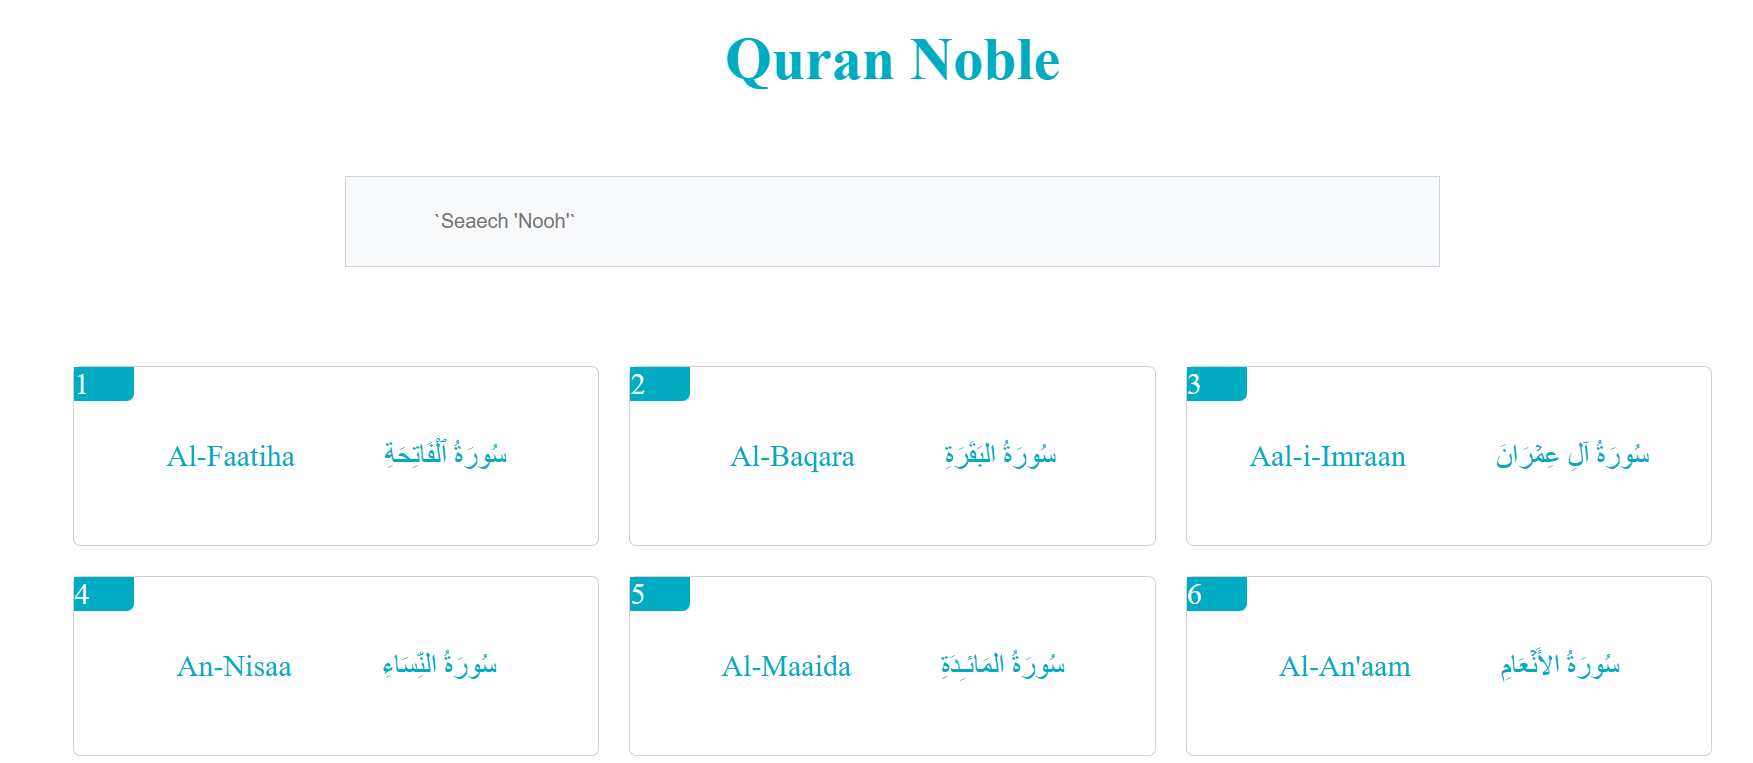 Quran Noble
`Seaech 'Nooh'`
1
Al-Faatiha سُورَةُ ٱلْفَاتِحَةِ
2
Al-Baqara سُورَةُ البَقَرَةِ
3
Aal-i-Imraan سُورَةُ آلِ عِمْرَانَ
4
An-Nisaa سُورَةُ النِّسَاءِ
5
Al-Maaida سُورَةُ المَائـِدَةِ
6
Al-An'aam سُورَةُ الأَنْعَامِ